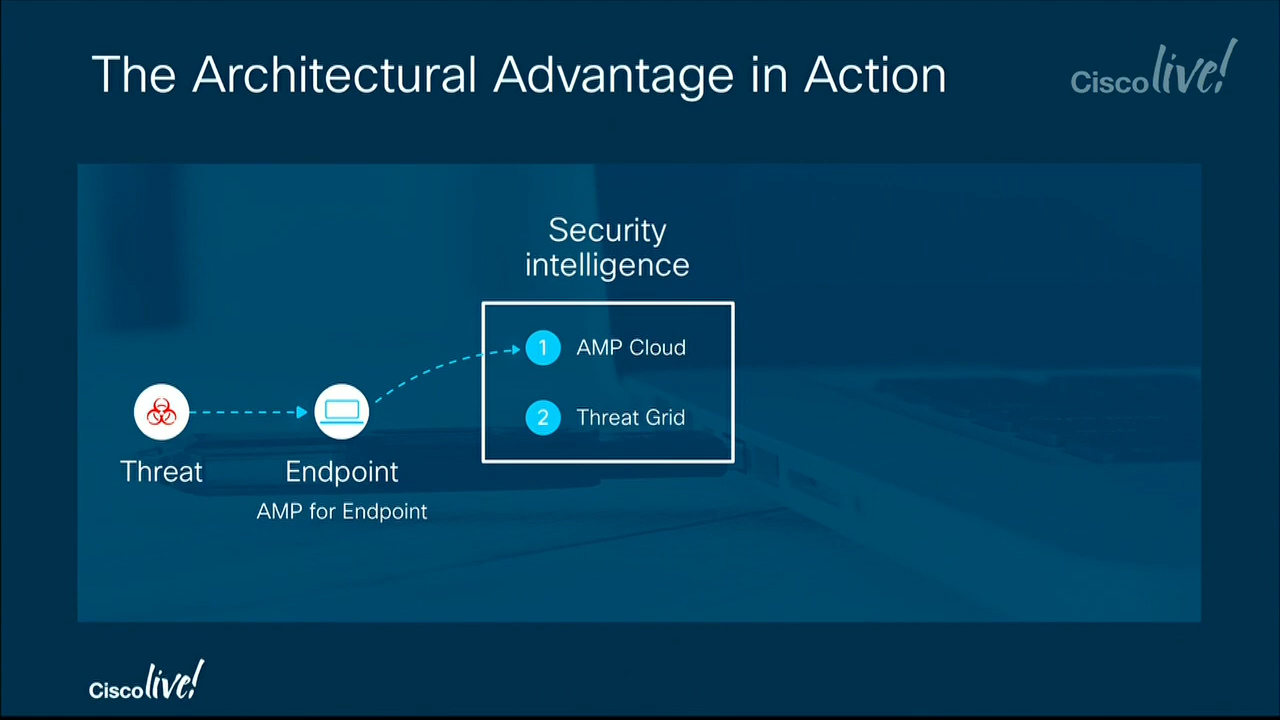 The Architectural Advantage in Action
Cisco live!
Security
intelligence
1 AMP Cloud
2 Threat Grid
Threat
Endpoint
AMP for Endpoint
Cisco live!